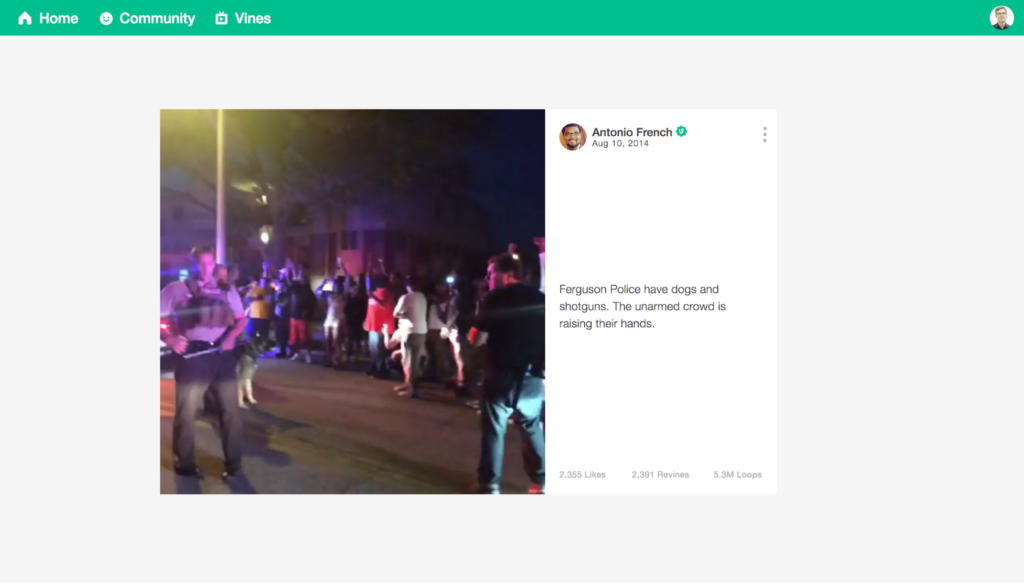 Home Community Vines
Antonio French
Aug 10, 2014
Ferguson Police have dogs and
shotguns. The unarmed crowd is
raising their hands.
2,355 Likes 2,391 Revines 5.3M Loops